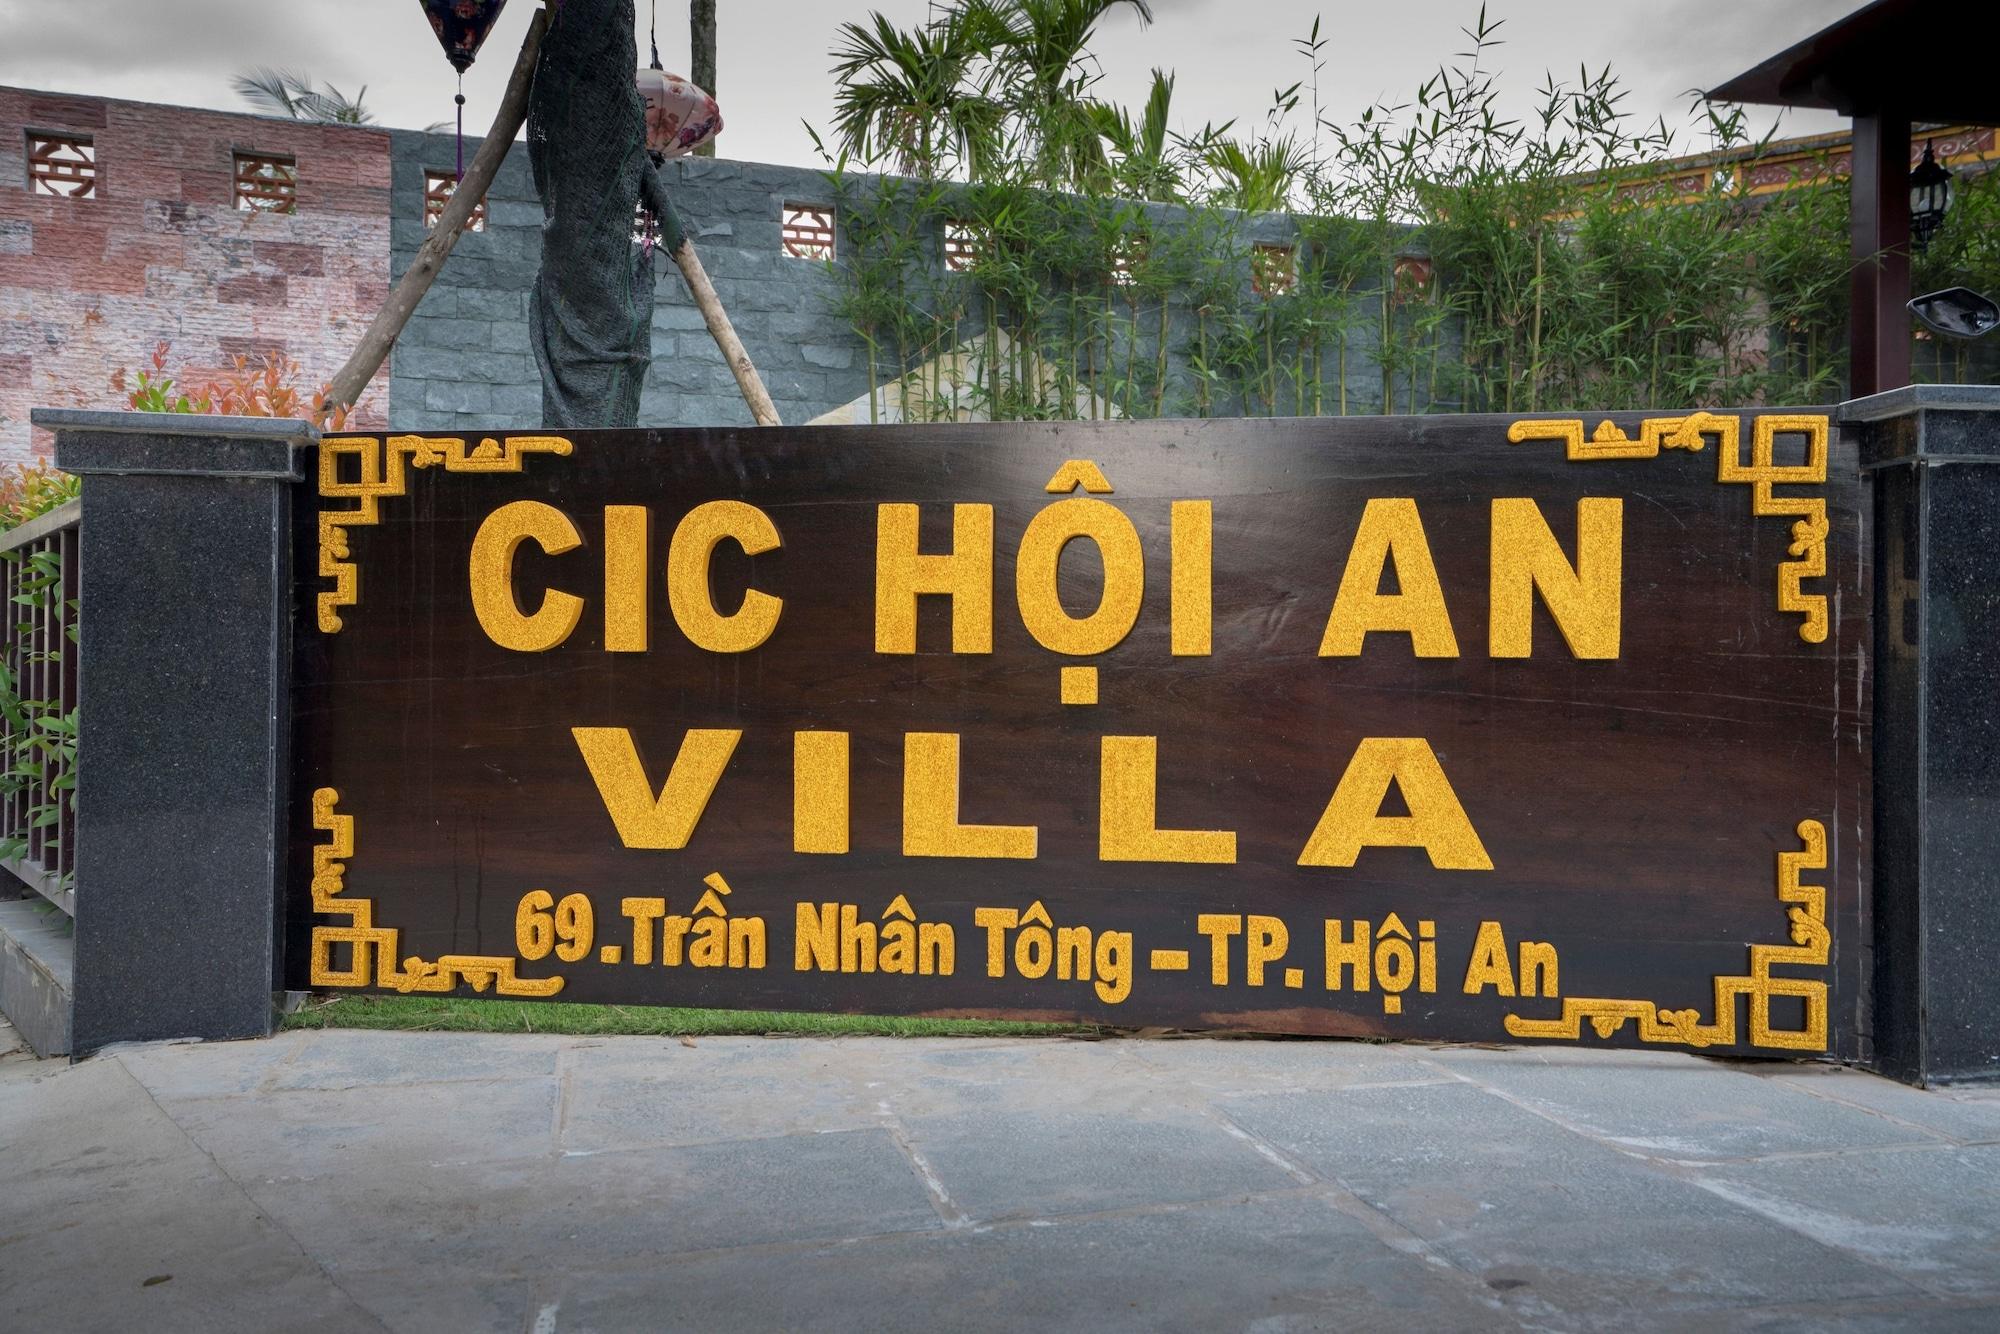 CIC HỘI AN
VILLA
69.Trần Nhân Tông-TP.Hội An